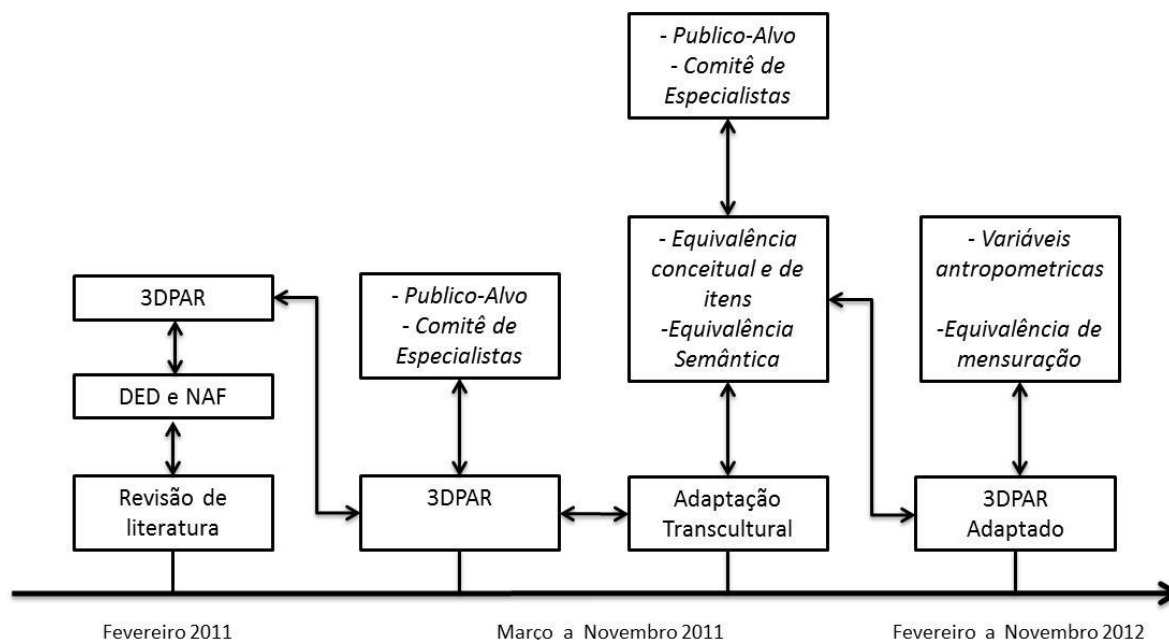 - Publico-Alvo
- Comitê de
Especialistas
- Equivalência
conceitual e de
itens
-Equivalência
Semântica
- Variáveis
antropometricas
-Equivalência de
mensuração
3DPAR
- Publico-Alvo
- Comitê de
Especialistas
DED e NAF
Revisão de
literatura
3DPAR
Adaptação
Transcultural
3DPAR
Adaptado
Fevereiro 2011
Março a Novembro 2011
Fevereiro a Novembro 2012